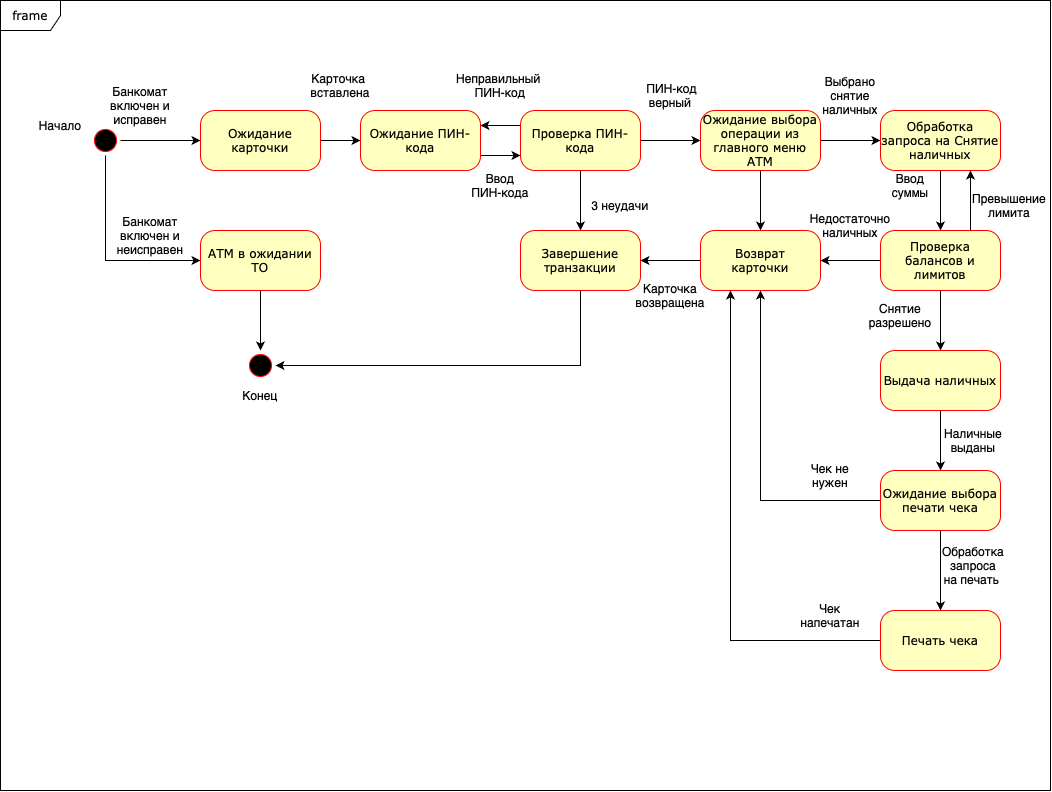 frame
Начало
Банкомат
включен и
исправен
Ожидание
карточки
Карточка
вставлена
Ожидание ПИН-
кода
Неправильный
ПИН-код
Ввод
ПИН-кода
Проверка ПИН-
кода
ПИН-код
верный
Ожидание выбора
операции из
главного меню
АТМ
Выбрано
снятие
наличных
Обработка
запроса на Снятие
наличных
Ввод
суммы
Превышение
лимита
3 неудачи
Банкомат
включен и
неисправен
АТМ в ожидании
ТО
Завершение
транзакции
Карточка
возвращена
Возврат
карточки
Недостаточно
наличных
Проверка
балансов и
лимитов
Снятие
разрешено
Конец
Выдача наличных
Наличные
выданы
Чек не
нужен
Ожидание выбора
печати чека
Обработка
запроса
на печать
Чек
напечатан
Печать чека